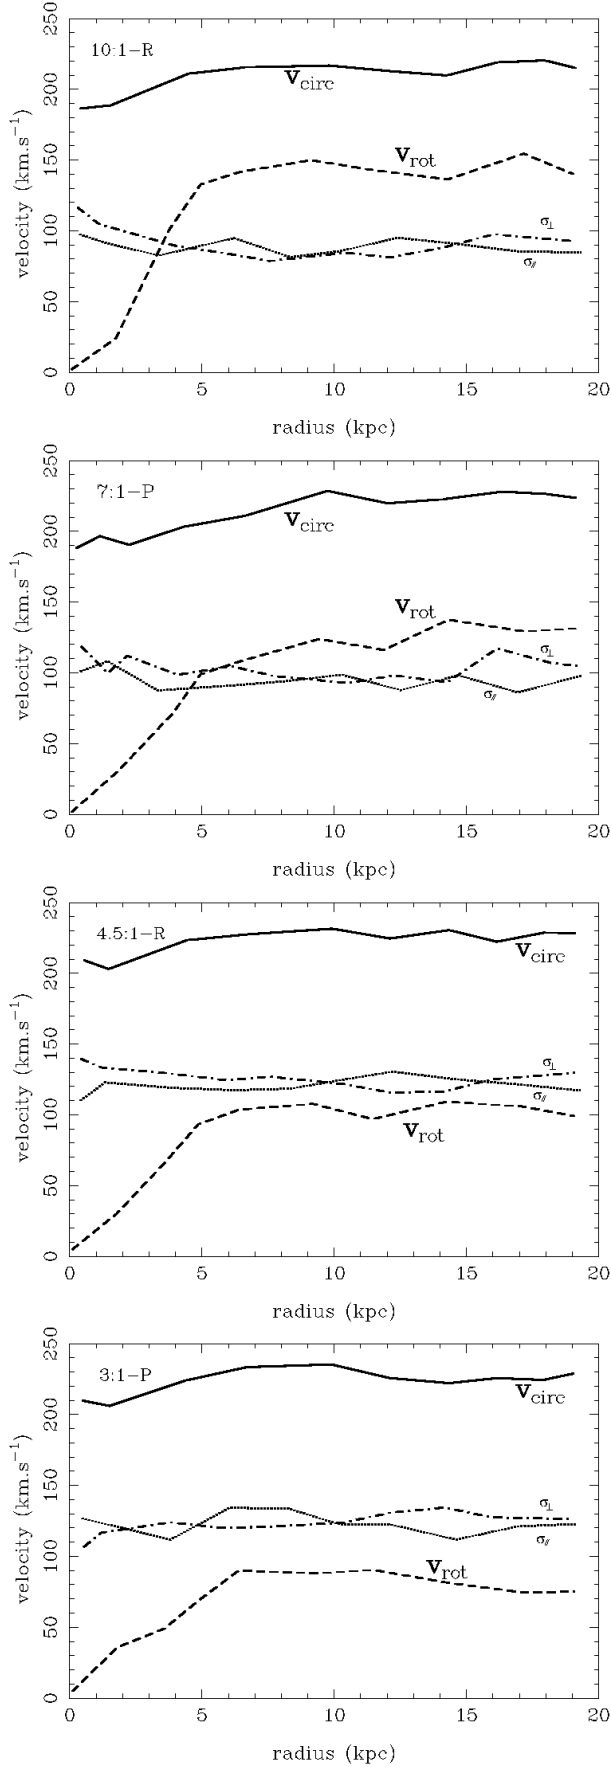 10:1-R
V_circ
V_rot
σ⊥
σ//
velocity (km.s⁻¹)
0 50 100 150 200 250
0 5 10 15 20
radius (kpc)
7:1-P
V_circ
V_rot
σ⊥
σ//
velocity (km.s⁻¹)
0 50 100 150 200 250
0 5 10 15 20
radius (kpc)
4.5:1-R
V_circ
σ⊥
σ//
V_rot
velocity (km.s⁻¹)
0 50 100 150 200 250
0 5 10 15 20
radius (kpc)
3:1-P
V_circ
σ⊥
σ//
V_rot
velocity (km.s⁻¹)
0 50 100 150 200 250
0 5 10 15 20
radius (kpc)